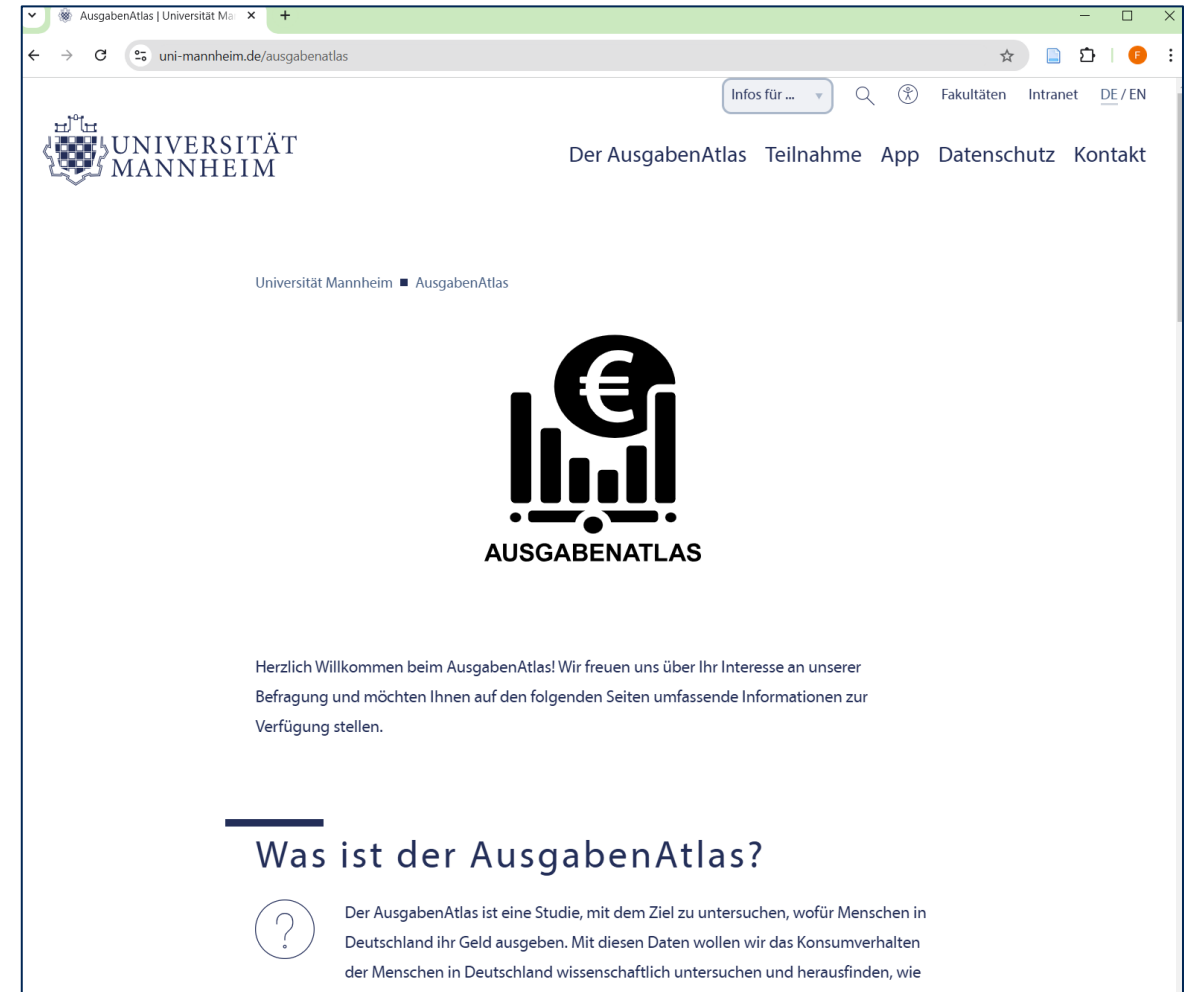 AusgabenAtlas | Universität Ma
uni-mannheim.de/ausgabenatlas
F
Infos für ...
Fakultäten
Intranet
DE / EN
UNIVERSITÄT
MANNHEIM
Der AusgabenAtlas Teilnahme App Datenschutz Kontakt
Universität Mannheim ■ AusgabenAtlas
€
AUSGABENATLAS
Herzlich Willkommen beim AusgabenAtlas! Wir freuen uns über Ihr Interesse an unserer
Befragung und möchten Ihnen auf den folgenden Seiten umfassende Informationen zur
Verfügung stellen.
Was ist der AusgabenAtlas?
?
Der AusgabenAtlas ist eine Studie, mit dem Ziel zu untersuchen, wofür Menschen in
Deutschland ihr Geld ausgeben. Mit diesen Daten wollen wir das Konsumverhalten
der Menschen in Deutschland wissenschaftlich untersuchen und herausfinden, wie